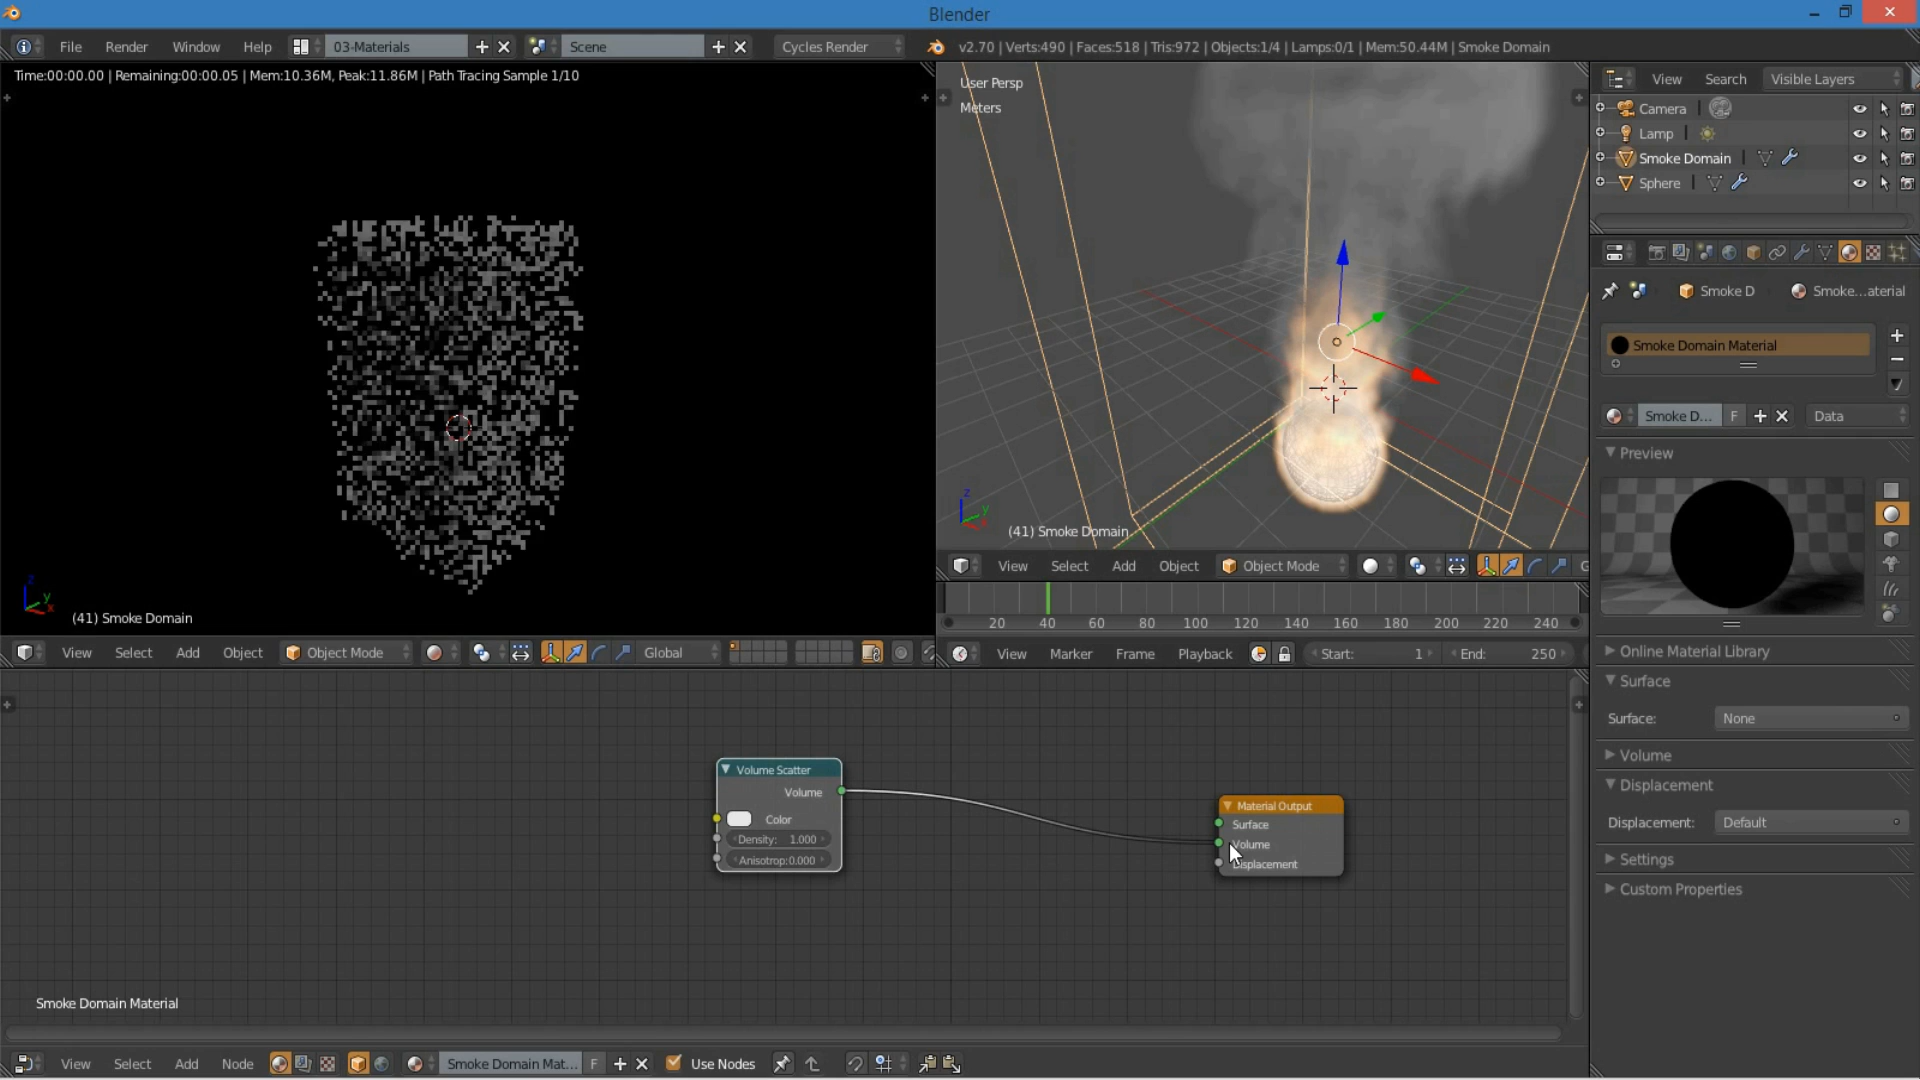 Blender
File Render Window Help 03-Materials Scene Cycles Render v2.70 | Verts:490 | Faces:518 | Tris:972 | Objects:1/4 | Lamps:0/1 | Mem:50.44M | Smoke Domain
Time:00:00.00 | Remaining:00:00.05 | Mem:10.36M, Peak:11.86M | Path Tracing Sample 1/10
User Persp
Meters
View Search Visible Layers
Camera
Lamp
Smoke Domain
Sphere
z
y
x
(41) Smoke Domain
z
y
x
(41) Smoke Domain
View Select Add Object Object Mode G
20 40 60 80 100 120 140 160 180 200 220 240
View Select Add Object Object Mode Global
View Marker Frame Playback Start: 1 End: 250
Smoke D Smoke...aterial
Smoke Domain Material
Smoke D... F Data
Preview
Online Material Library
Surface
Surface: None
Volume
Displacement
Displacement: Default
Settings
Custom Properties
Volume Scatter
Volume
Color
Density: 1.000
Anisotrop:0.000
Material Output
Surface
Volume
Displacement
Smoke Domain Material
View Select Add Node Smoke Domain Mat... F Use Nodes